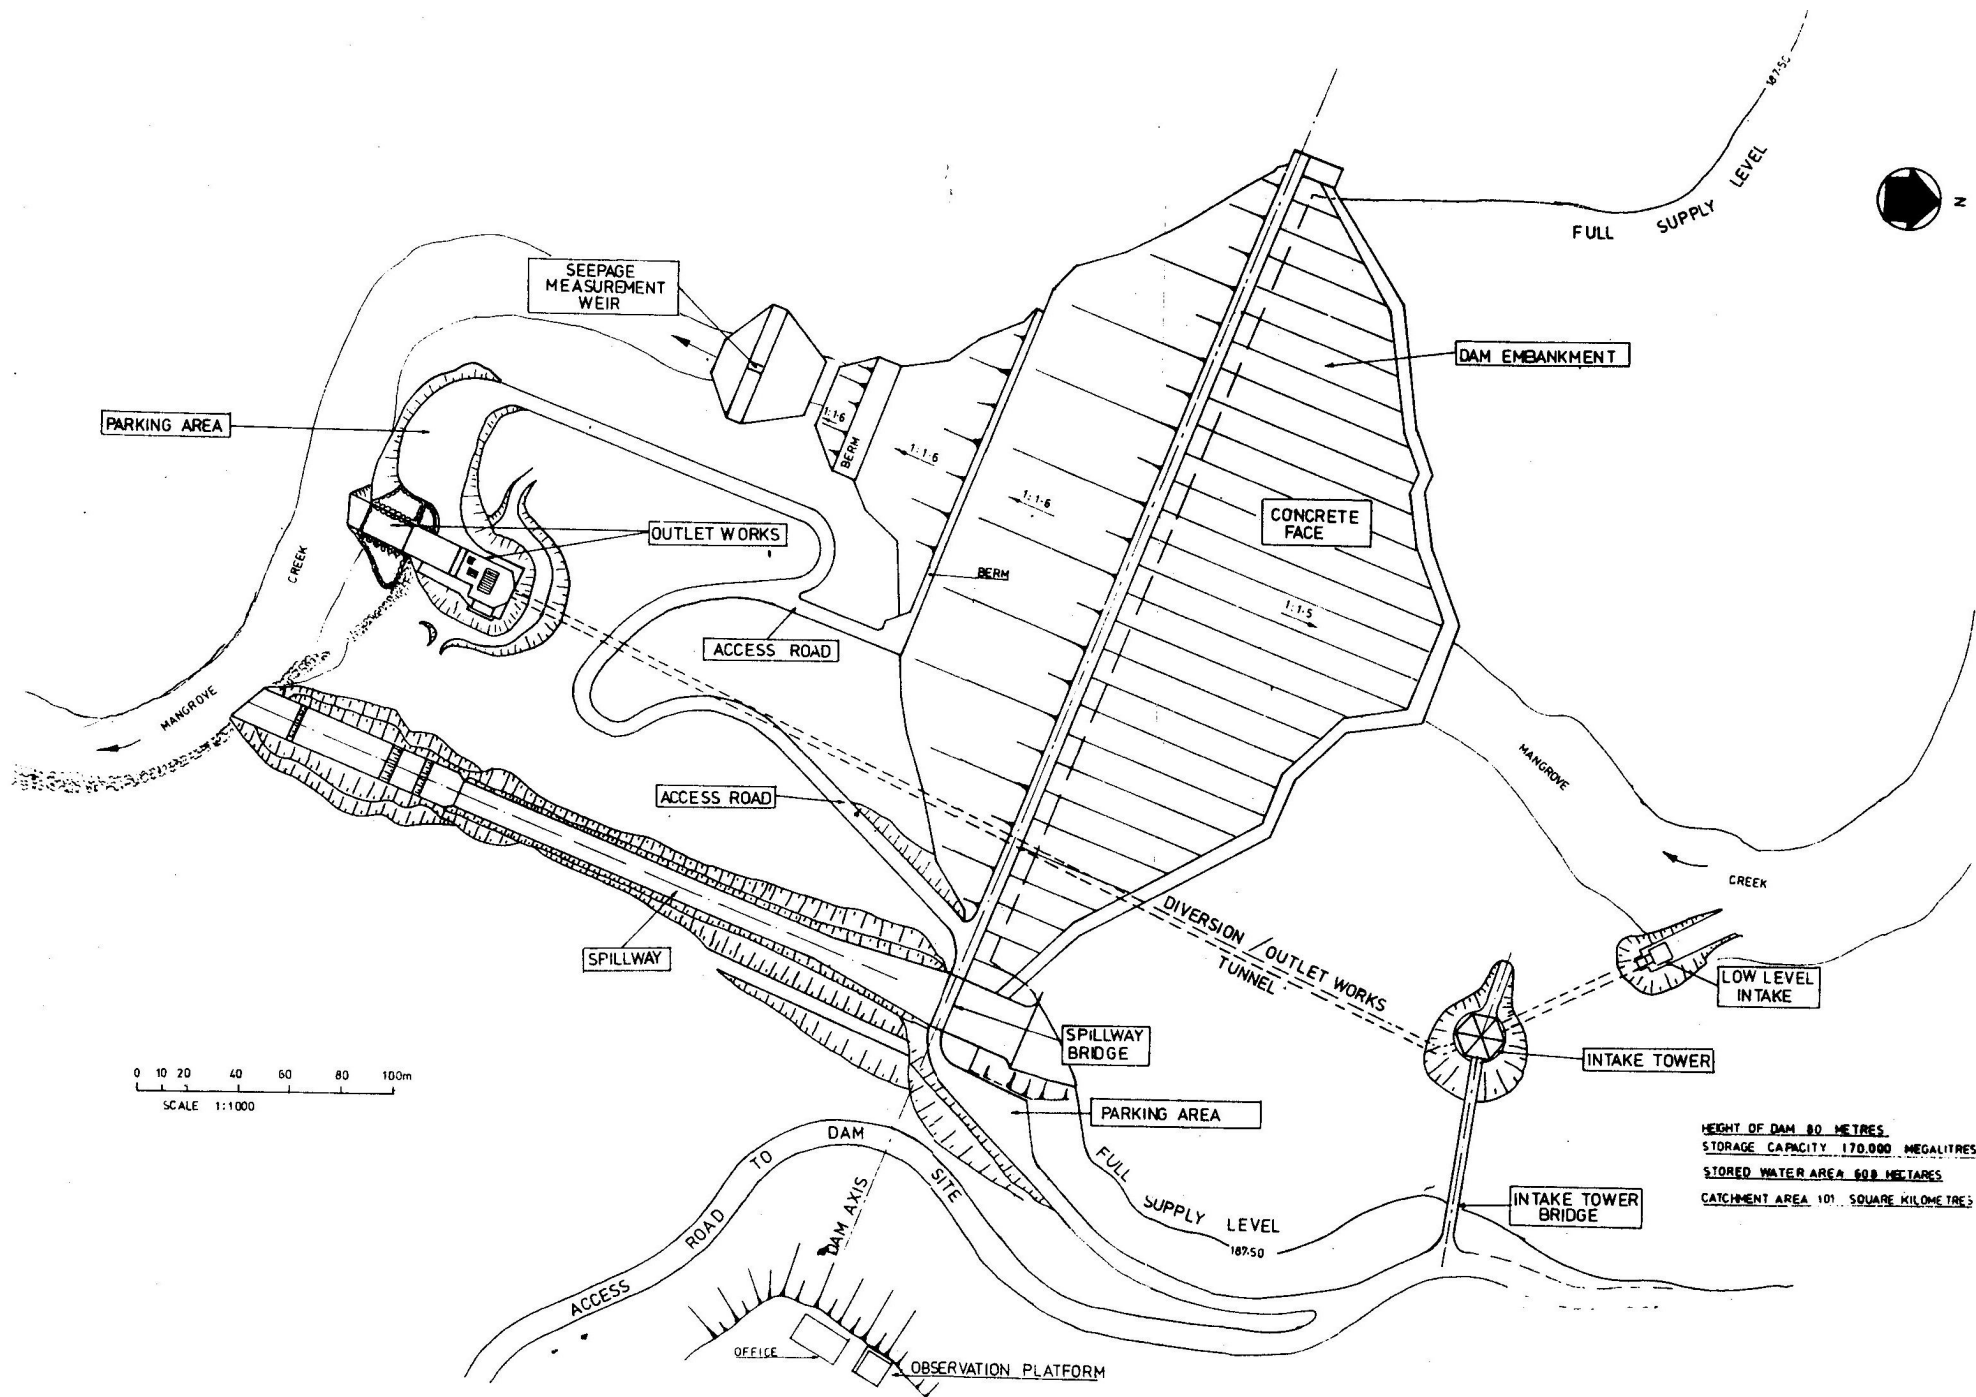 187·50
FULL SUPPLY LEVEL
N
SEEPAGE
MEASUREMENT
WEIR
DAM EMBANKMENT
PARKING AREA
1:1·6
BERM
1:1·6
1:1·6
CONCRETE
FACE
OUTLET WORKS
CREEK
BERM
1:1·5
ACCESS ROAD
MANGROVE
MANGROVE
ACCESS ROAD
CREEK
DIVERSION / OUTLET WORKS
TUNNEL
SPILLWAY
LOW LEVEL
INTAKE
SPILLWAY
BRIDGE
INTAKE TOWER
0 10 20 40 60 80 100m
SCALE 1:1000
PARKING AREA
HEIGHT OF DAM 80 METRES
STORAGE CAPACITY 170,000 MEGALITRES
STORED WATER AREA HECTARES
CATCHMENT AREA 101 SQUARE KILOMETRES
FULL SUPPLY LEVEL
187·50
INTAKE TOWER
BRIDGE
ACCESS ROAD TO DAM SITE
DAM AXIS
OFFICE
OBSERVATION PLATFORM